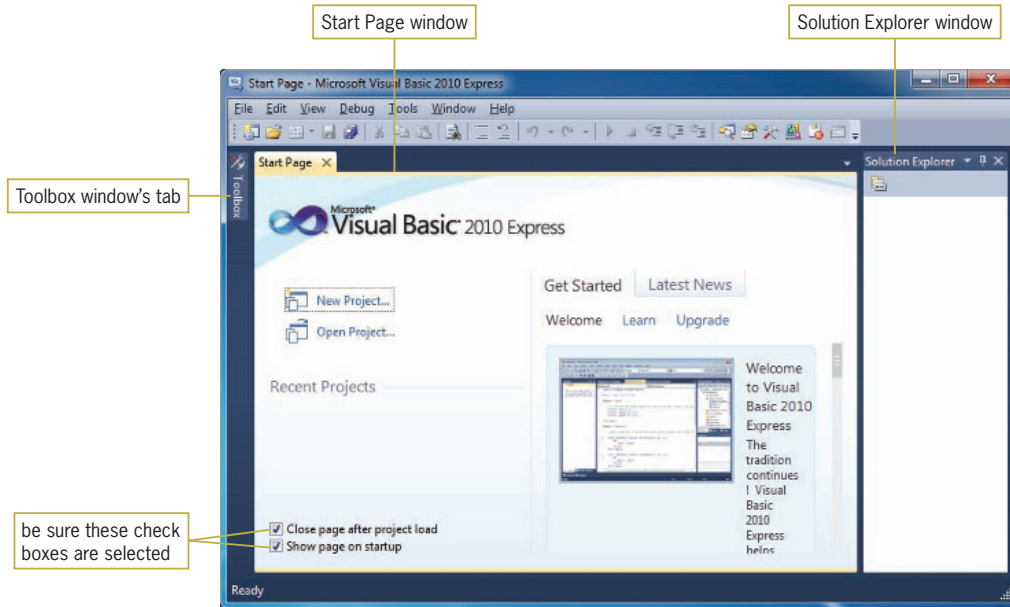 Start Page window
Solution Explorer window
Start Page - Microsoft Visual Basic 2010 Express
File Edit View Debug Tools Window Help
Toolbox
Start Page
Solution Explorer
Toolbox window's tab
Microsoft®
Visual Basic® 2010 Express
New Project...
Open Project...
Recent Projects
Get Started Latest News
Welcome Learn Upgrade
Welcome
to Visual
Basic 2010
Express
The
tradition
continues
! Visual
Basic
2010
Express
helps
be sure these check
boxes are selected
Close page after project load
Show page on startup
Ready